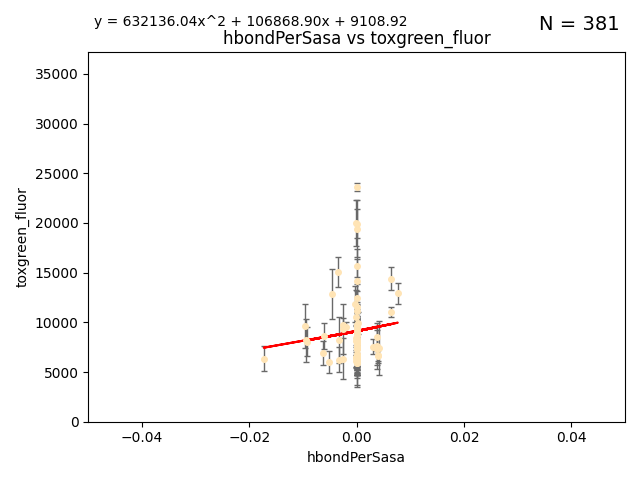 y = 632136.04x^2 + 106868.90x + 9108.92
N = 381
hbondPerSasa vs toxgreen_fluor
35000
30000
25000
20000
15000
10000
5000
0
toxgreen_fluor
−0.04
−0.02
0.00
0.02
0.04
hbondPerSasa